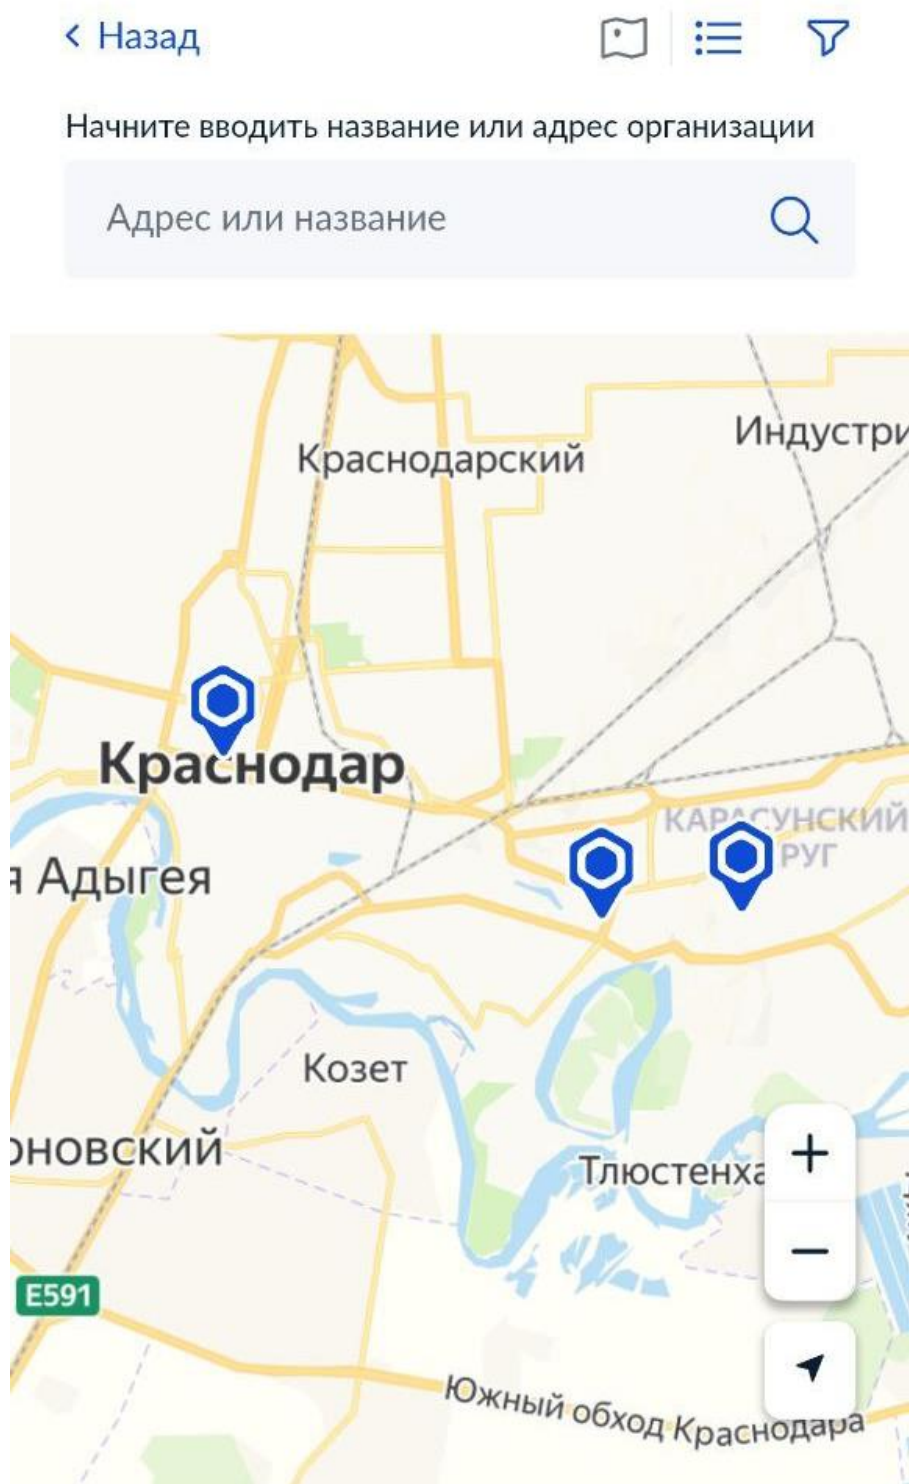 Назад
Начните вводить название или адрес организации
Адрес или название
Краснодарский
Индустри
Краснодар
КАРАСУНСКИЙ
РУГ
я Адыгея
Козет
оновский
Тлюстенха
E591
Южный обход Краснодара